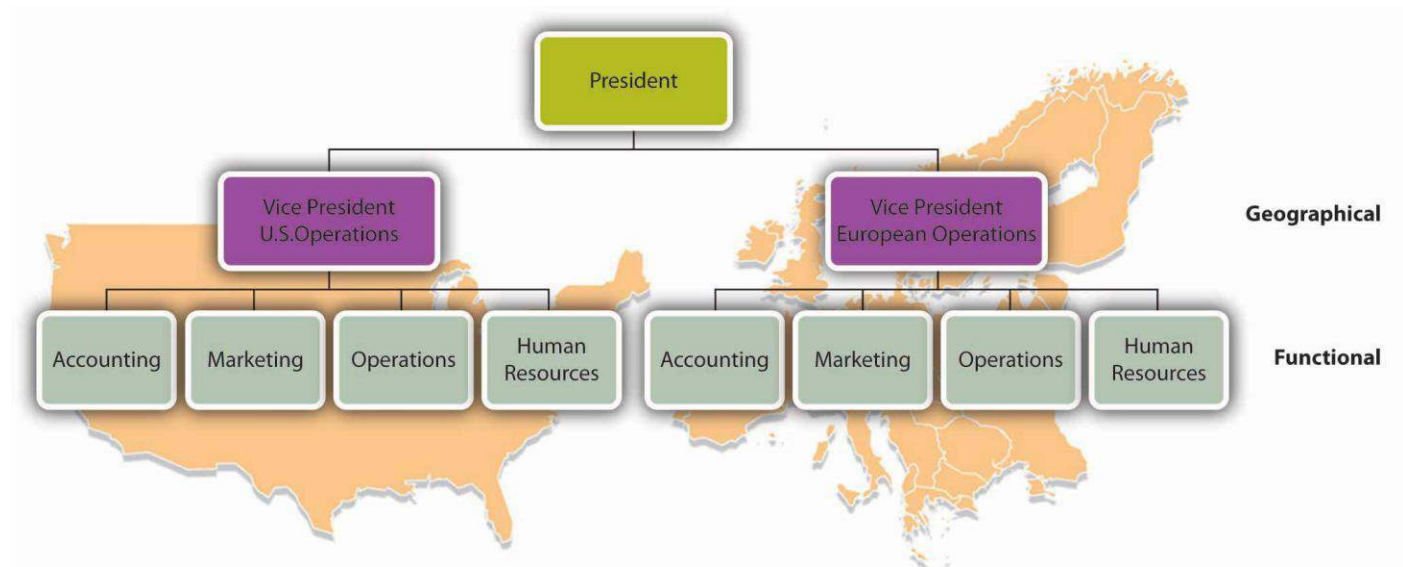 President
Vice President
U.S.Operations
Vice President
European Operations
Geographical
Accounting
Marketing
Operations
Human
Resources
Accounting
Marketing
Operations
Human
Resources
Functional